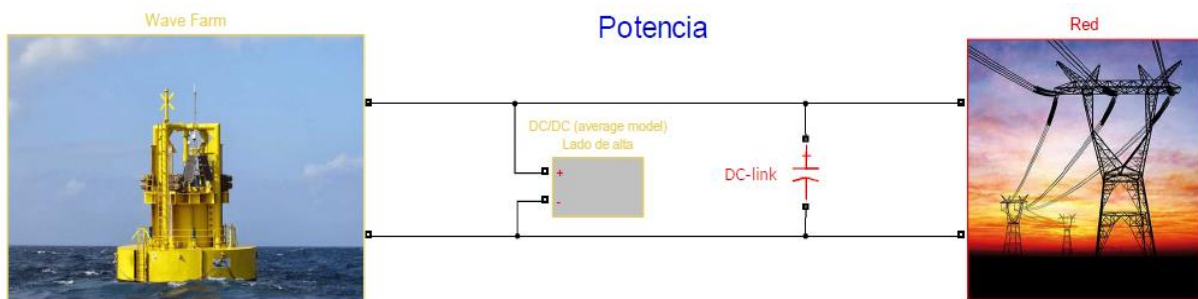 Wave Farm
Potencia
Red
DC/DC (average model)
Lado de alta
+
-
DC-link
+